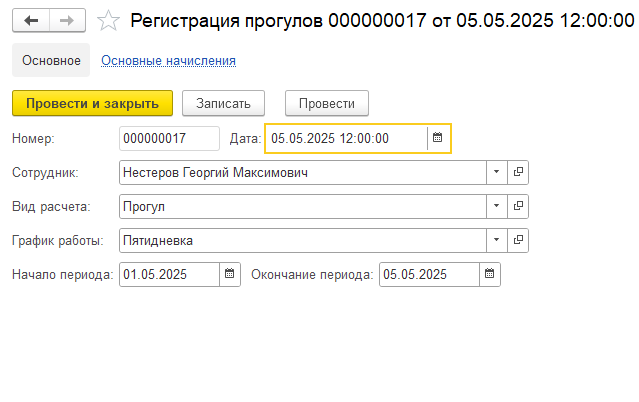 Регистрация прогулов 000000017 от 05.05.2025 12:00:00
Основное Основные начисления
Провести и закрыть Записать Провести
Номер: 000000017 Дата: 05.05.2025 12:00:00
Сотрудник: Нестеров Георгий Максимович
Вид расчета: Прогул
График работы: Пятидневка
Начало периода: 01.05.2025 Окончание периода: 05.05.2025